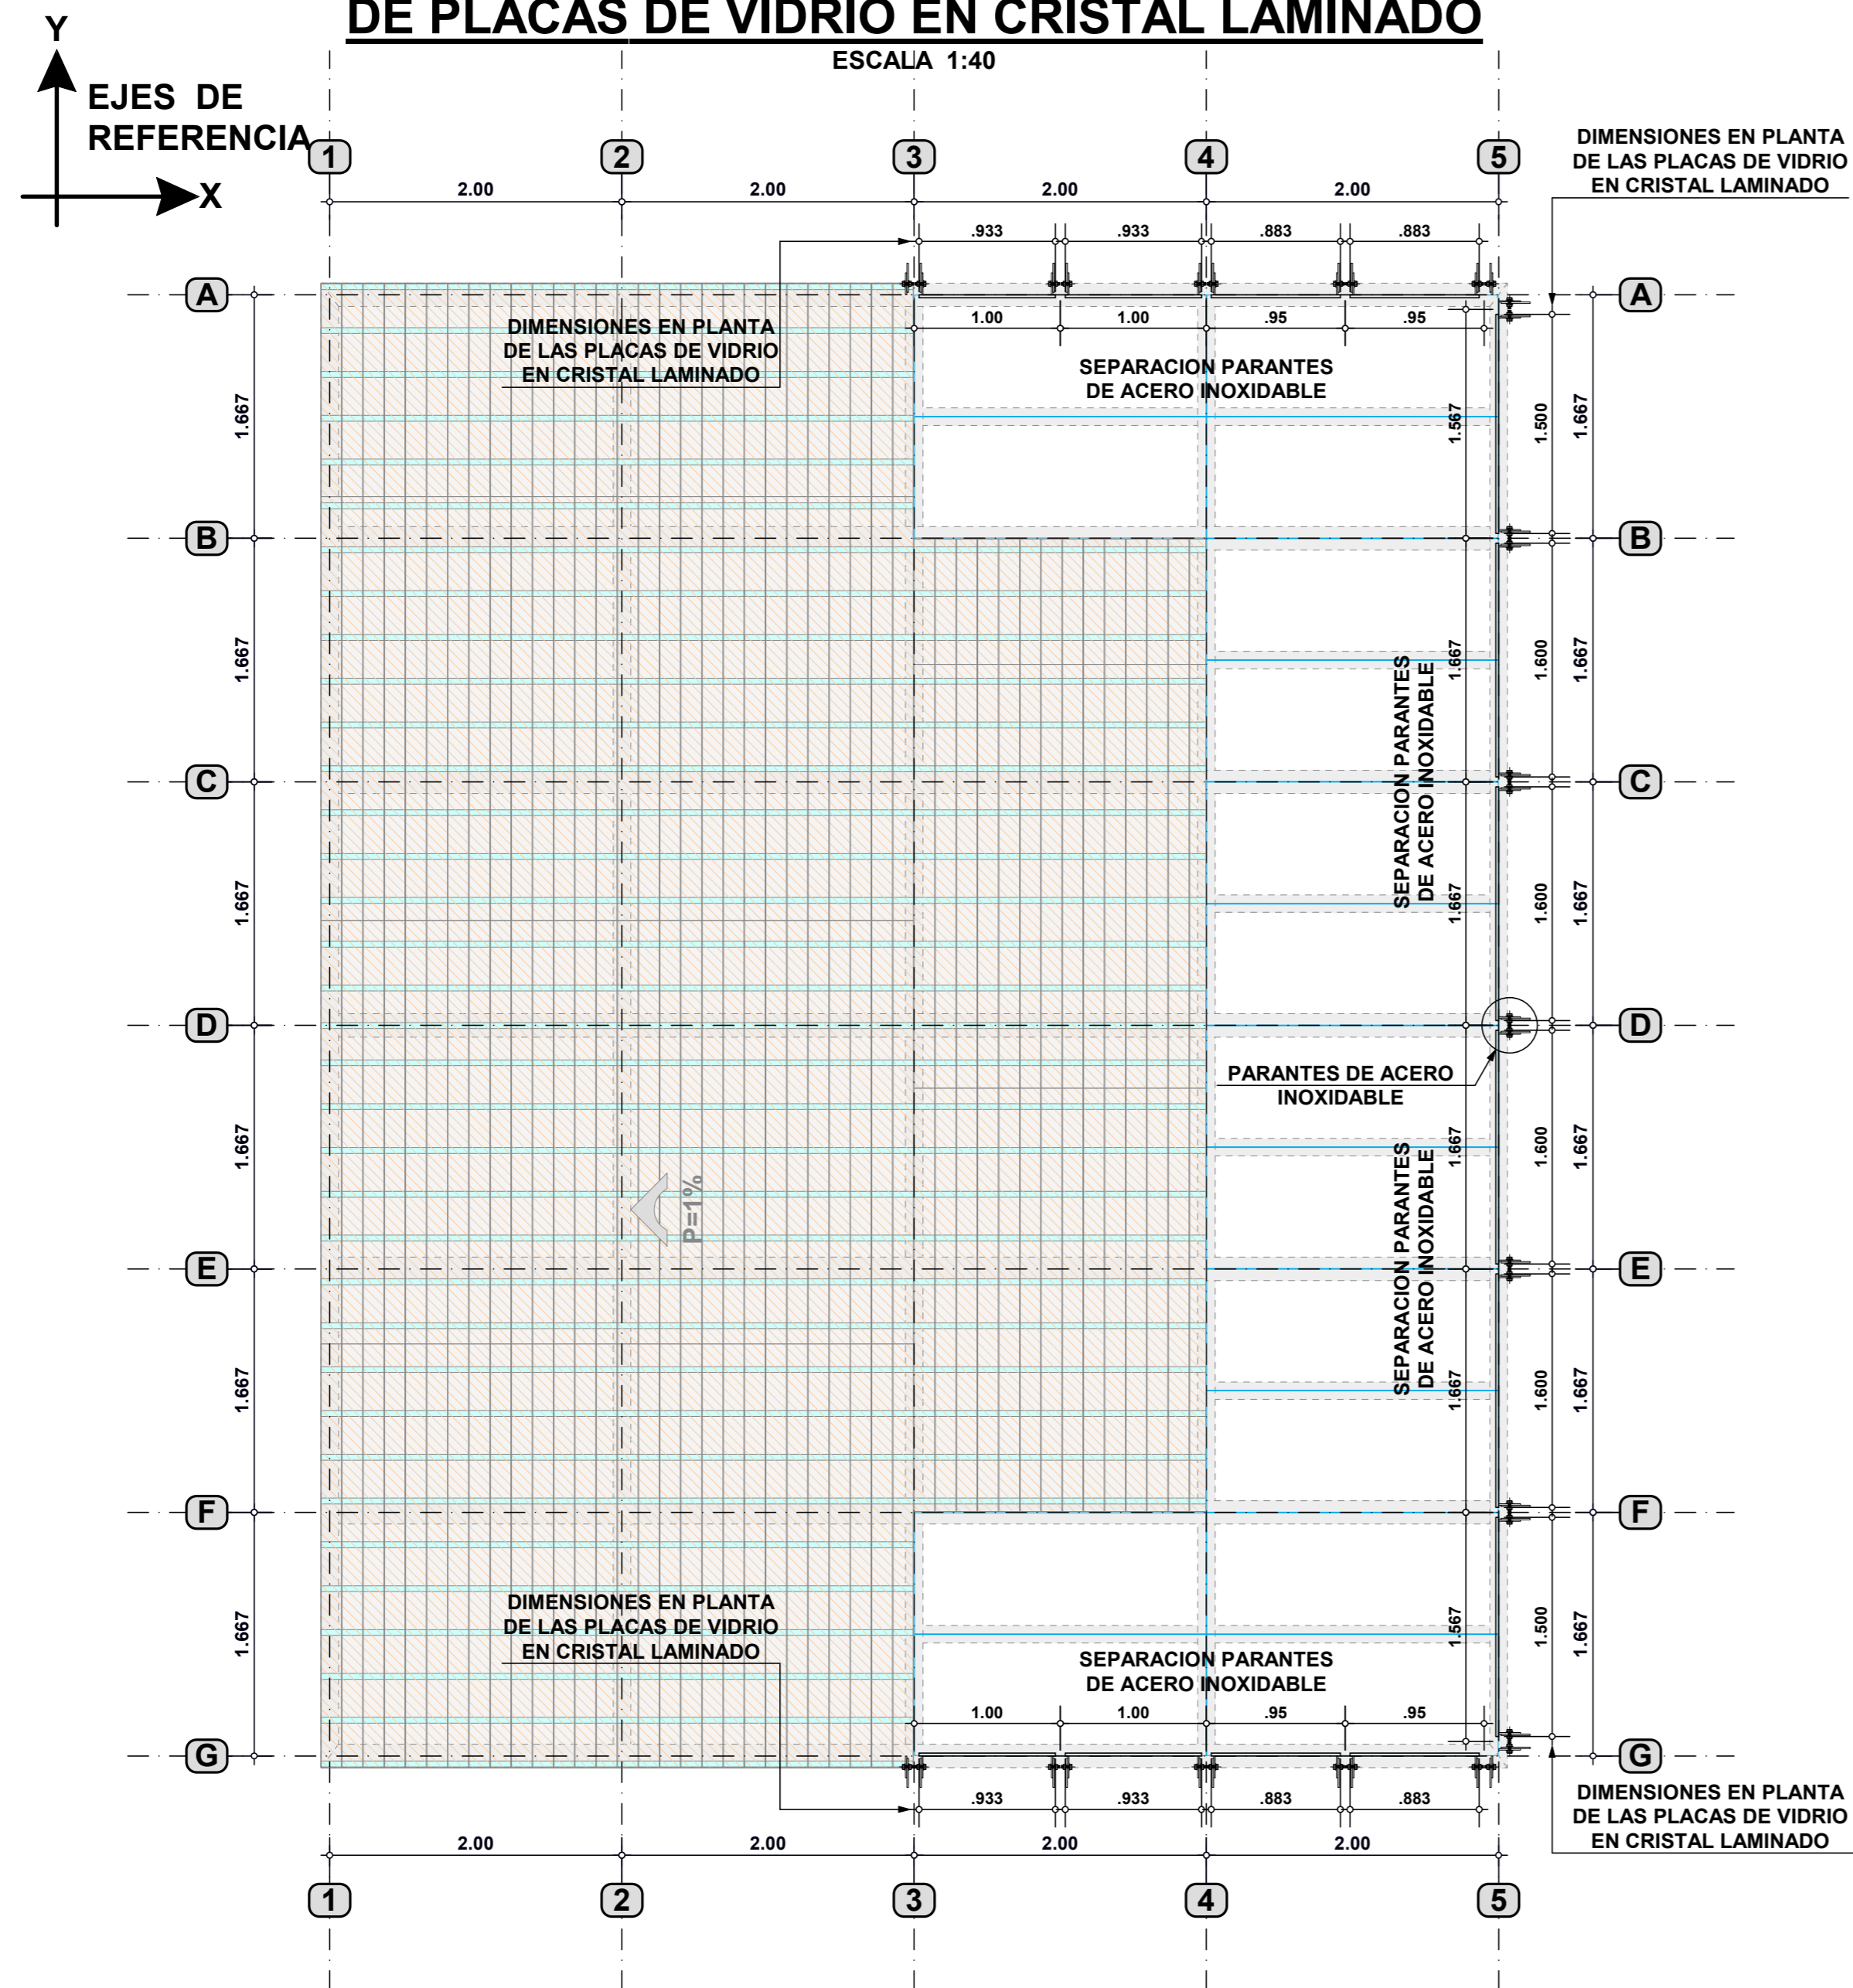 DE PLACAS DE VIDRIO EN CRISTAL LAMINADO
ESCALA 1:40
Y
EJES DE
REFERENCIA
X
1
2
3
4
5
DIMENSIONES EN PLANTA
DE LAS PLACAS DE VIDRIO
EN CRISTAL LAMINADO
2.00
2.00
2.00
2.00
.933
.933
.883
.883
A
A
1.00
1.00
.95
.95
DIMENSIONES EN PLANTA
DE LAS PLACAS DE VIDRIO
EN CRISTAL LAMINADO
SEPARACION PARANTES
DE ACERO INOXIDABLE
1.667
1.567
1.500
1.667
B
B
1.667
1.667
1.600
1.667
SEPARACION PARANTES
DE ACERO INOXIDABLE
C
C
1.667
1.667
1.600
1.667
D
D
PARANTES DE ACERO
INOXIDABLE
1.667
1.667
1.600
1.667
P=1%
SEPARACION PARANTES
DE ACERO INOXIDABLE
E
E
1.667
1.667
1.600
1.667
F
F
DIMENSIONES EN PLANTA
DE LAS PLACAS DE VIDRIO
EN CRISTAL LAMINADO
1.667
1.567
1.500
1.667
SEPARACION PARANTES
DE ACERO INOXIDABLE
1.00
1.00
.95
.95
G
G
.933
.933
.883
.883
DIMENSIONES EN PLANTA
DE LAS PLACAS DE VIDRIO
EN CRISTAL LAMINADO
2.00
2.00
2.00
2.00
1
2
3
4
5